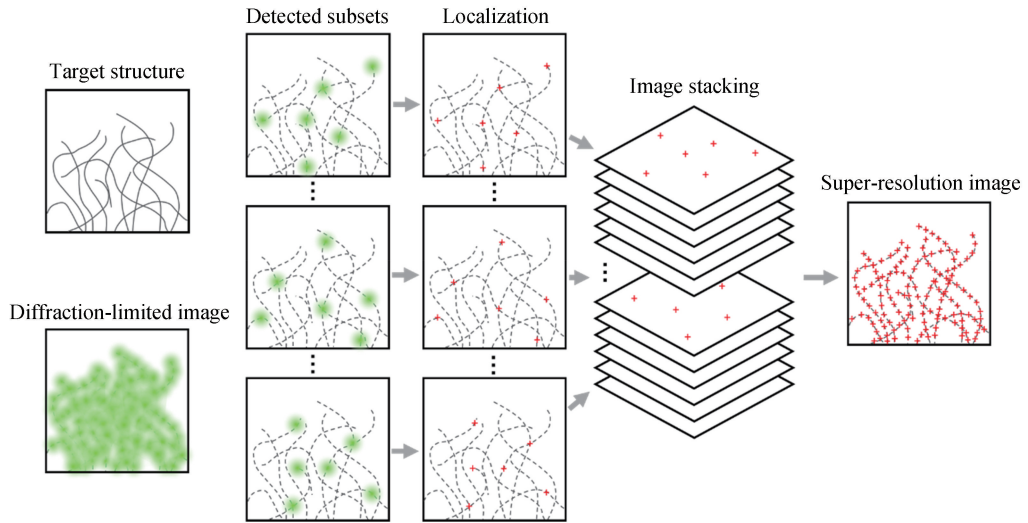 Detected subsets
Localization
Target structure
Image stacking
Super-resolution image
Diffraction-limited image